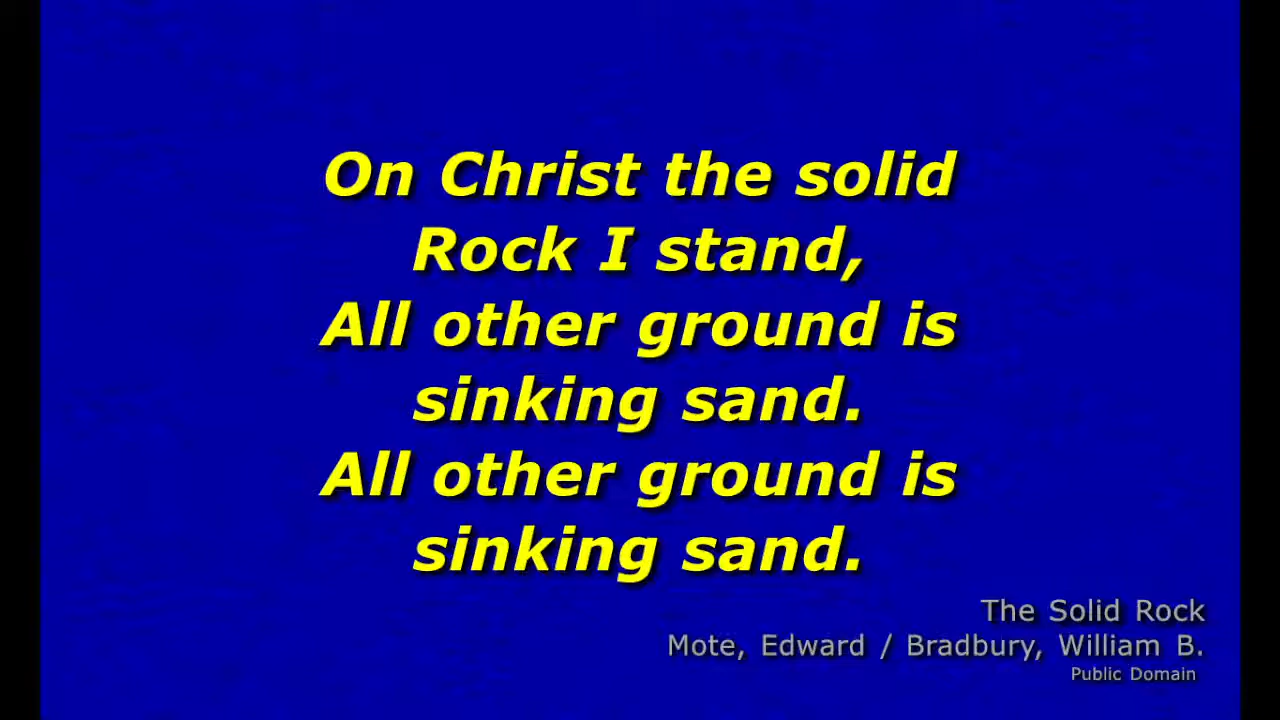 On Christ the solid
Rock I stand,
All other ground is
sinking sand.
All other ground is
sinking sand.
The Solid Rock
Mote, Edward / Bradbury, William B.
Public Domain